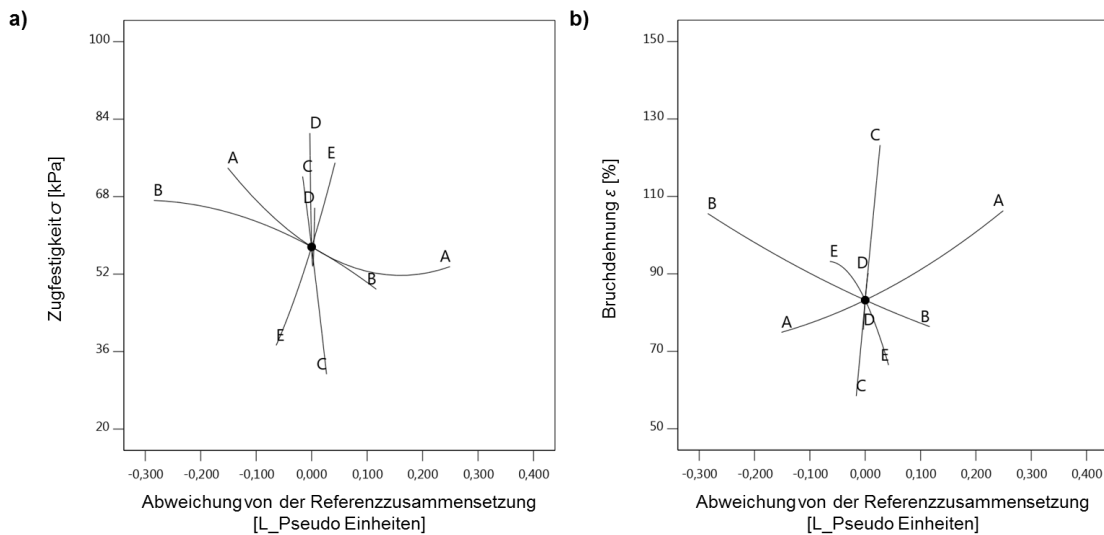 a)
Zugfestigkeit σ [kPa]
100
84
68
52
36
20
B
A
C
D
D
E
A
B
E
C
-0,300
-0,200
-0,100
0,000
0,100
0,200
0,300
0,400
Abweichung von der Referenzzusammensetzung
[L_Pseudo Einheiten]
b)
Bruchdehnung ε [%]
150
130
110
90
70
50
C
B
A
E
D
A
D
B
E
C
-0,300
-0,200
-0,100
0,000
0,100
0,200
0,300
0,400
Abweichung von der Referenzzusammensetzung
[L_Pseudo Einheiten]